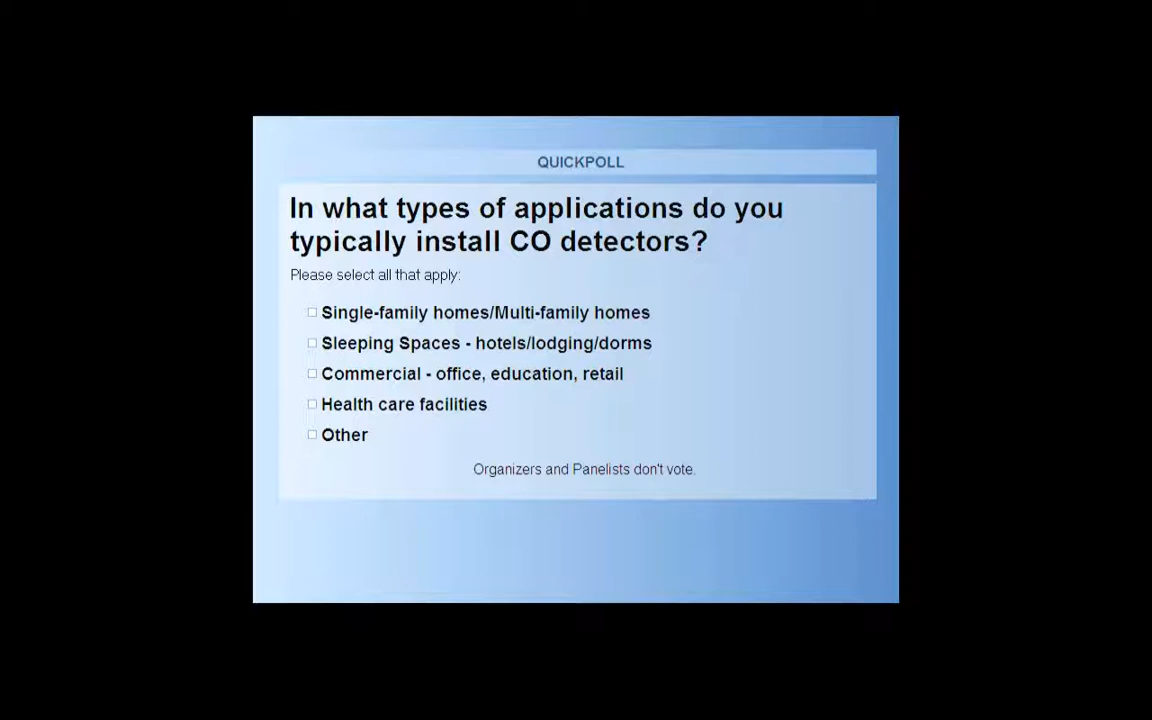 QUICKPOLL
In what types of applications do you
typically install CO detectors?
Please select all that apply:
Single-family homes/Multi-family homes
Sleeping Spaces - hotels/lodging/dorms
Commercial - office, education, retail
Health care facilities
Other
Organizers and Panelists don't vote.